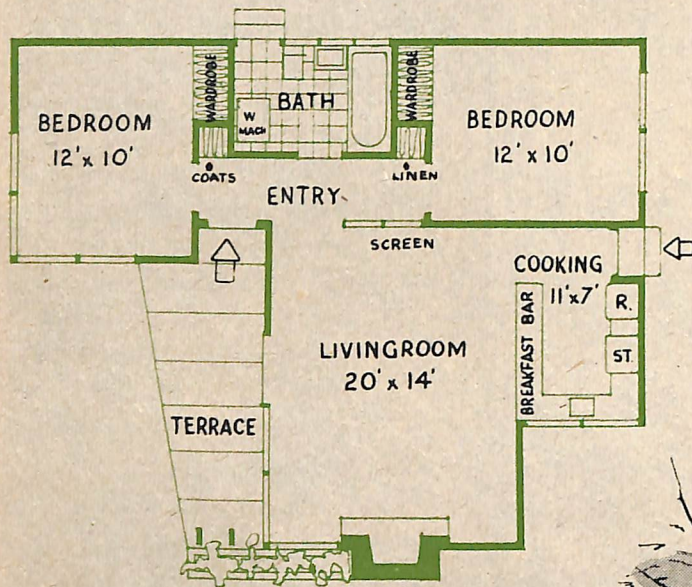 WARDROBE
BATH
W
MACH
WARDROBE
BEDROOM
12' x 10'
BEDROOM
12' x 10'
COATS
LINEN
ENTRY
SCREEN
COOKING
11' x 7'
R.
ST.
BREAKFAST BAR
LIVINGROOM
20' x 14'
TERRACE